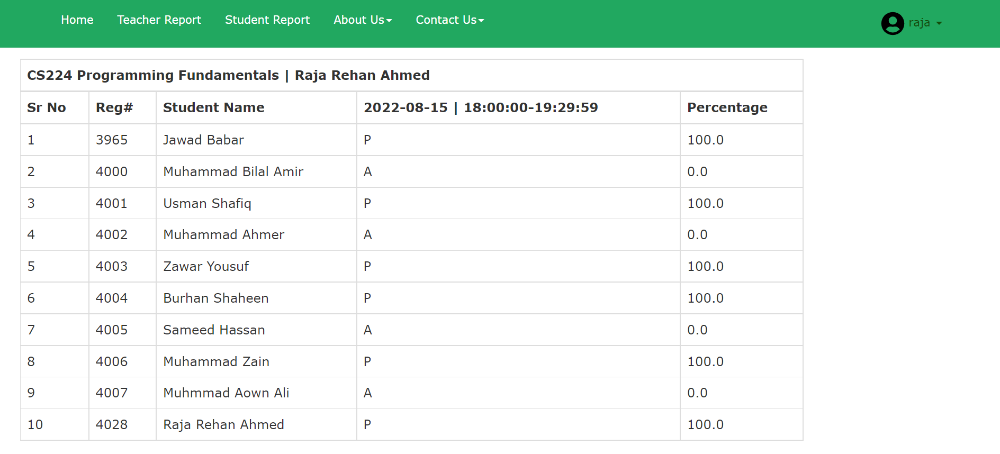 Home Teacher Report Student Report About Us Contact Us raja
CS224 Programming Fundamentals | Raja Rehan Ahmed
Sr No Reg# Student Name 2022-08-15 | 18:00:00-19:29:59 Percentage
1 3965 Jawad Babar P 100.0
2 4000 Muhammad Bilal Amir A 0.0
3 4001 Usman Shafiq P 100.0
4 4002 Muhammad Ahmer A 0.0
5 4003 Zawar Yousuf P 100.0
6 4004 Burhan Shaheen P 100.0
7 4005 Sameed Hassan A 0.0
8 4006 Muhammad Zain P 100.0
9 4007 Muhmmad Aown Ali A 0.0
10 4028 Raja Rehan Ahmed P 100.0